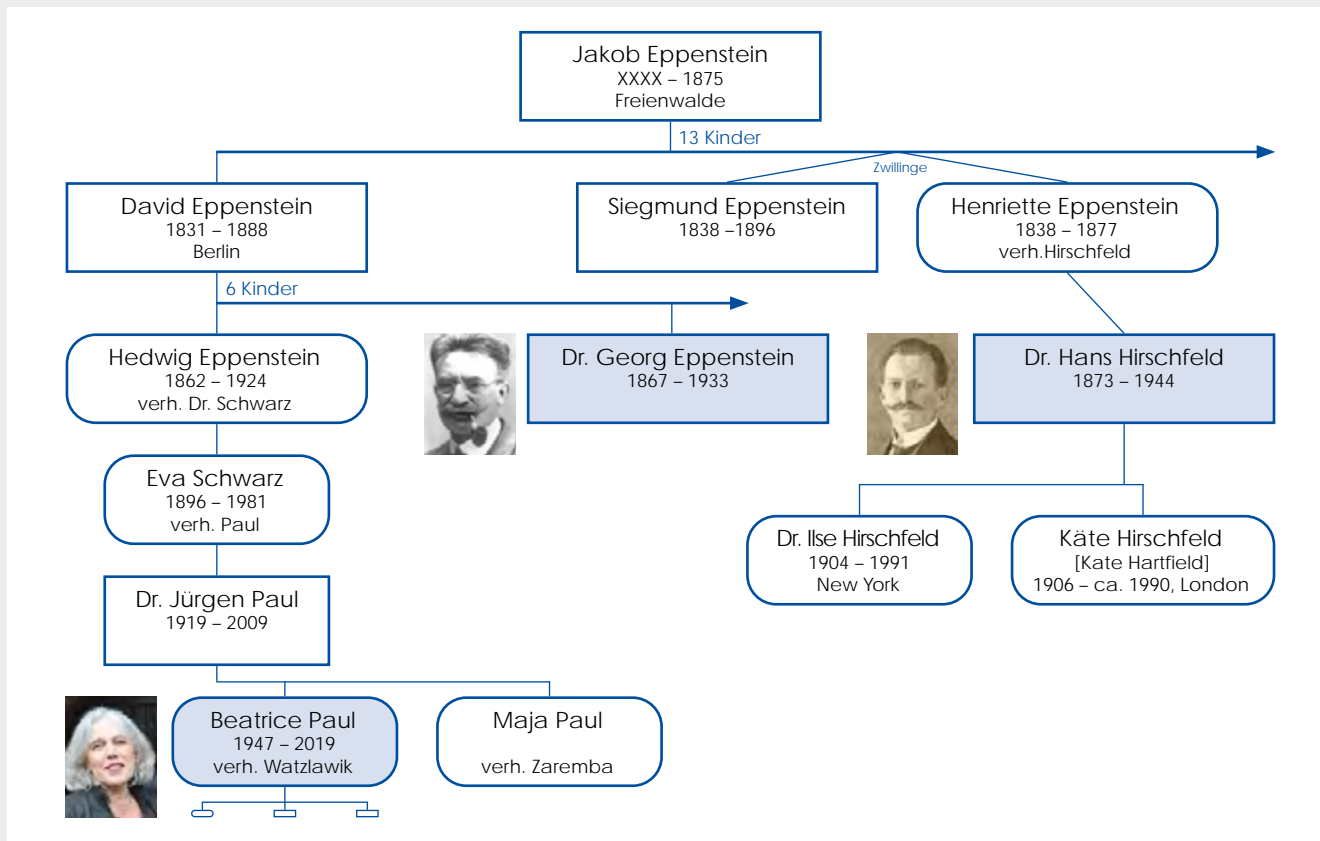 Jakob Eppenstein
XXXX – 1875
Freienwalde
13 Kinder
Zwillinge
David Eppenstein
1831 – 1888
Berlin
Siegmund Eppenstein
1838 –1896
Henriette Eppenstein
1838 – 1877
verh.Hirschfeld
6 Kinder
Hedwig Eppenstein
1862 – 1924
verh. Dr. Schwarz
Dr. Georg Eppenstein
1867 – 1933
Dr. Hans Hirschfeld
1873 – 1944
Eva Schwarz
1896 – 1981
verh. Paul
Dr. Ilse Hirschfeld
1904 – 1991
New York
Käte Hirschfeld
[Kate Hartfield]
1906 – ca. 1990, London
Dr. Jürgen Paul
1919 – 2009
Beatrice Paul
1947 – 2019
verh. Watzlawik
Maja Paul
verh. Zaremba